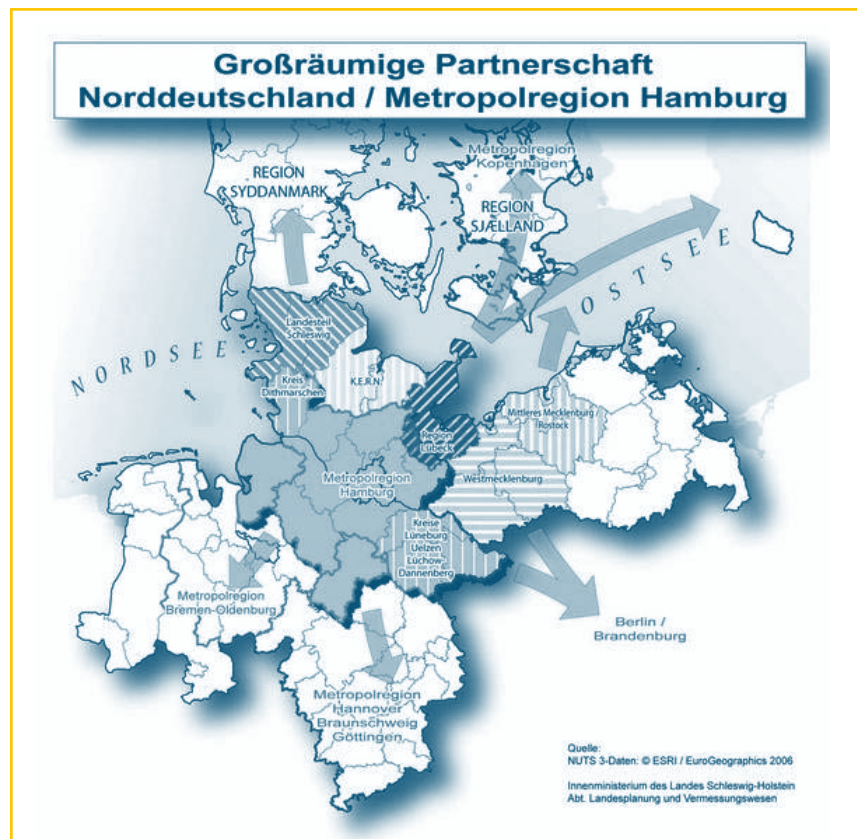 Großräumige Partnerschaft
Norddeutschland / Metropolregion Hamburg
Metropolregion
Kopenhagen
REGION
SYDDANMARK
REGION
SJÆLLAND
OSTSEE
NORDSEE
Landesteil
Schleswig
K.E.R.N.
Kreis
Dithmarschen
Mittleres Mecklenburg /
Rostock
Region
Lübeck
Metropolregion
Hamburg
Westmecklenburg
Kreise
Lüneburg
Uelzen
Lüchow-
Dannenberg
Metropolregion
Bremen-Oldenburg
Berlin /
Brandenburg
Metropolregion
Hannover
Braunschweig
Göttingen
Quelle:
NUTS 3-Daten: © ESRI / EuroGeographics 2006
Innenministerium des Landes Schleswig-Holstein
Abt. Landesplanung und Vermessungswesen